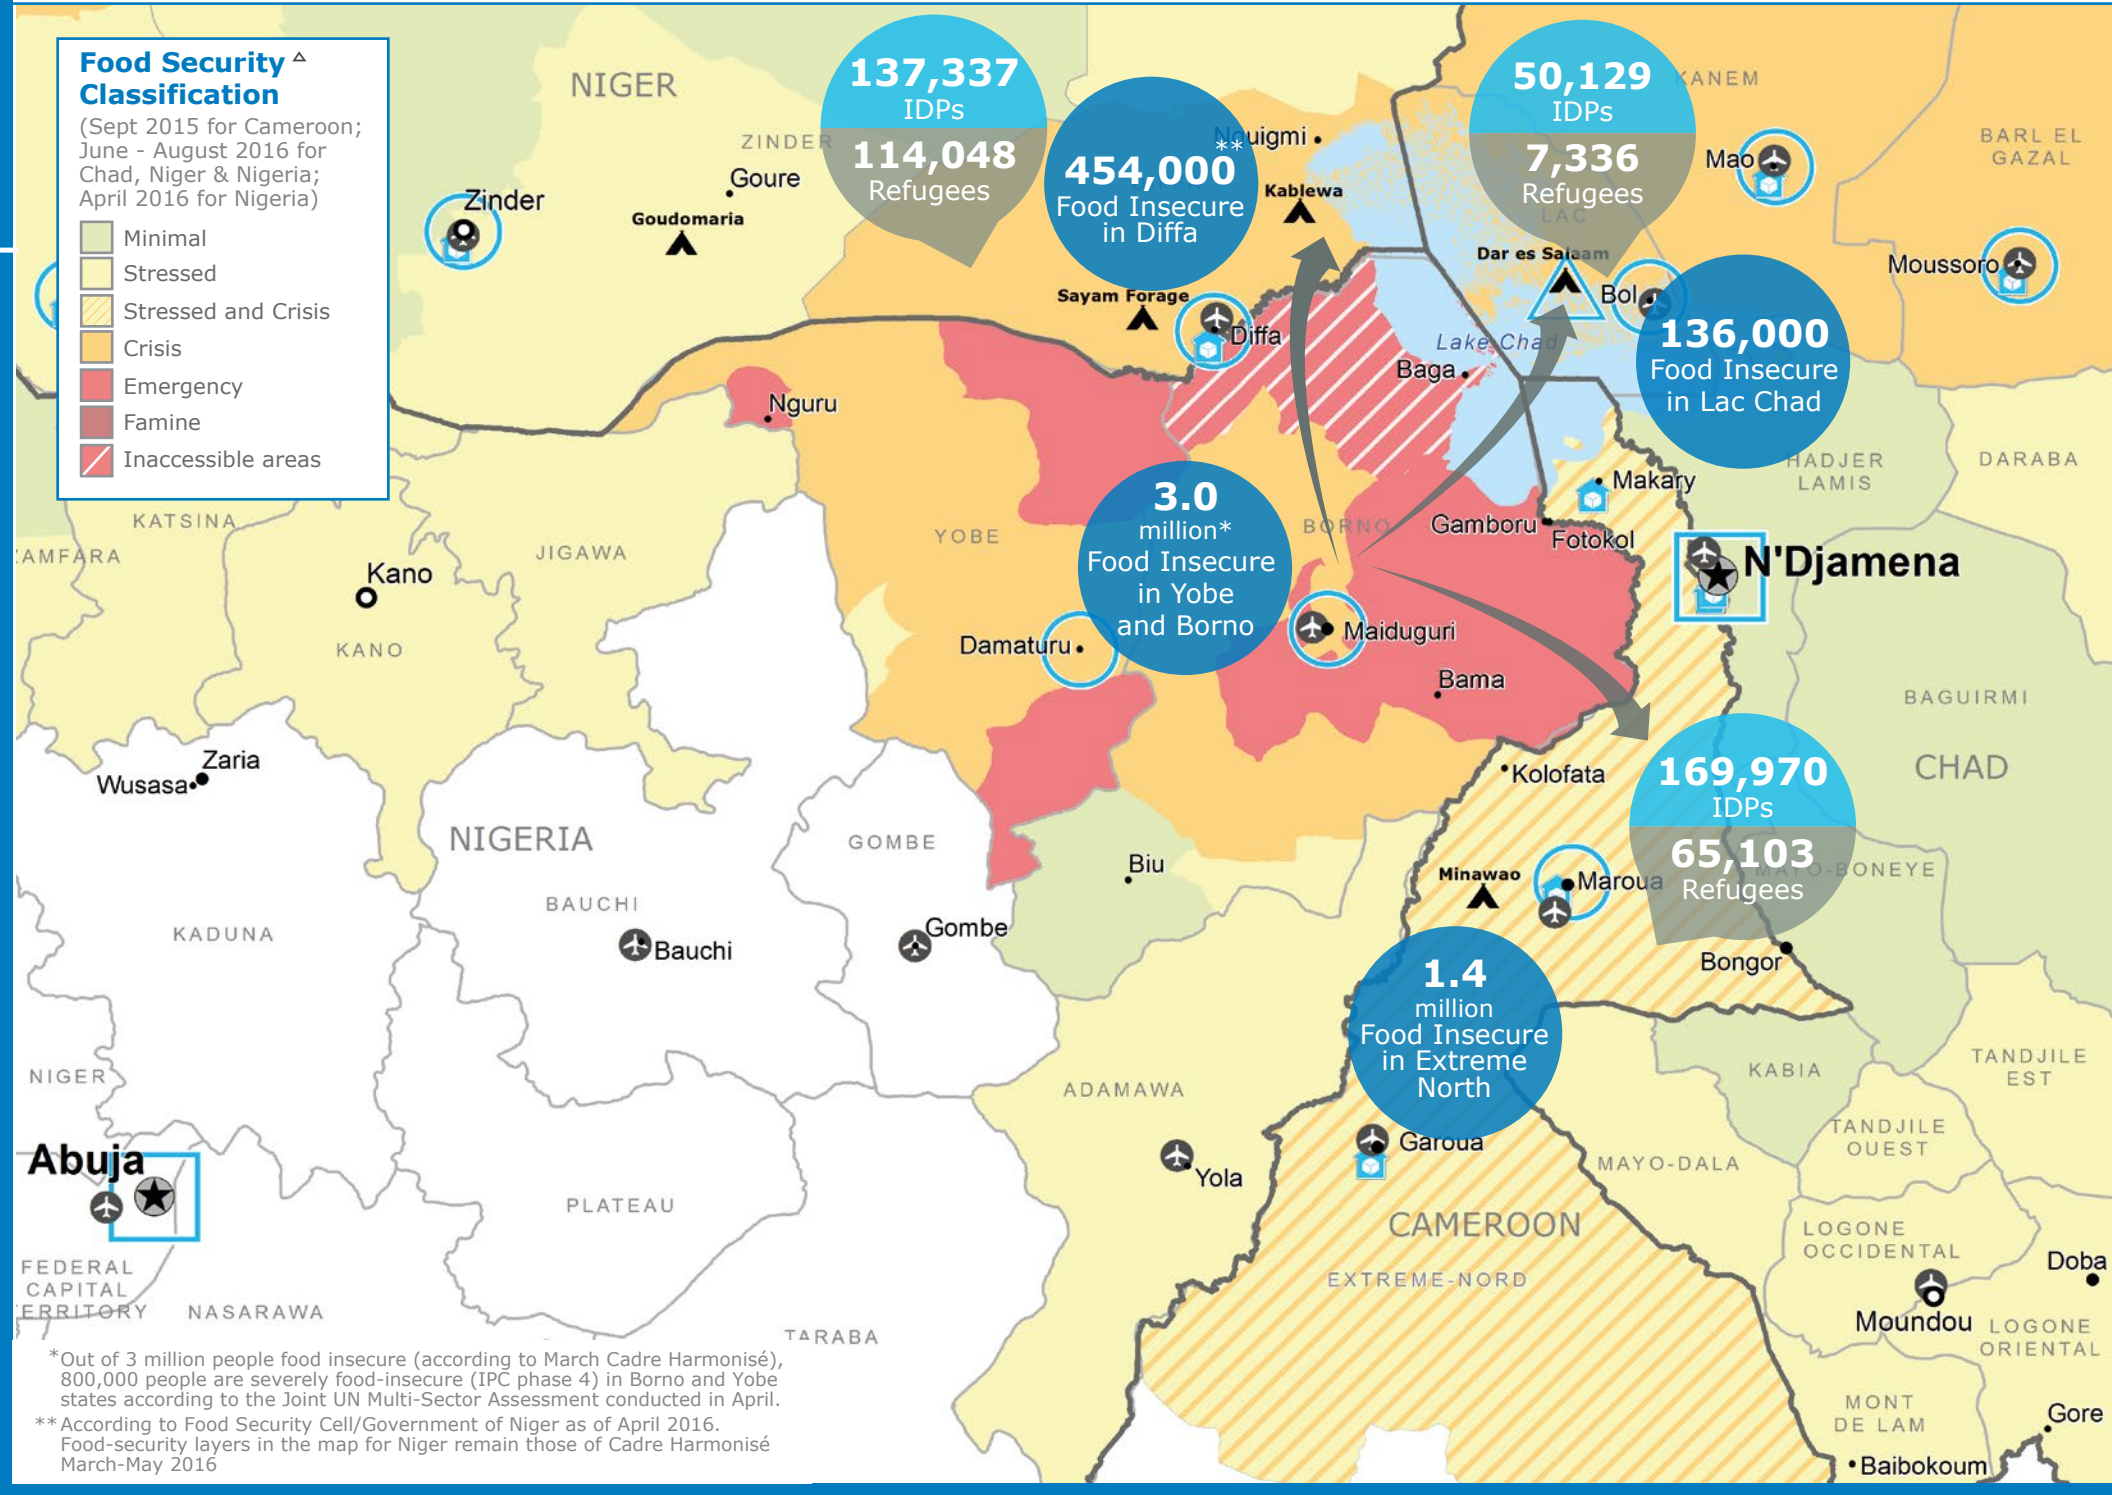 Food Security △
Classification
(Sept 2015 for Cameroon;
June - August 2016 for
Chad, Niger & Nigeria;
April 2016 for Nigeria)
Minimal
Stressed
Stressed and Crisis
Crisis
Emergency
Famine
Inaccessible areas
NIGER
ZINDER
Goure
Zinder
Goudomaria
137,337
IDPs
114,048
Refugees
454,000**
Food Insecure
in Diffa
Nguigmi
Kablewa
Sayam Forage
Diffa
50,129
IDPs
7,336
Refugees
KANEM
LAC
Mao
BARL EL
GAZAL
Moussoro
Dar es Salaam
Bol
Lake Chad
Baga
136,000
Food Insecure
in Lac Chad
HADJER
LAMIS
DARABA
Nguru
KATSINA
ZAMFARA
JIGAWA
Kano
KANO
YOBE
3.0
million*
Food Insecure
in Yobe
and Borno
BORNO
Gamboru
Fotokol
Makary
N'Djamena
Damaturu
Maiduguri
Bama
BAGUIRMI
CHAD
Zaria
Wusasa
Kolofata
169,970
IDPs
65,103
Refugees
MAYO-BONEYE
NIGERIA
GOMBE
Biu
Minawao
Maroua
BAUCHI
KADUNA
Bauchi
Gombe
Bongor
1.4
million
Food Insecure
in Extreme
North
NIGER
ADAMAWA
KABIA
TANDJILE
EST
TANDJILE
OUEST
Abuja
Garoua
Yola
MAYO-DALA
PLATEAU
CAMEROON
EXTREME-NORD
LOGONE
OCCIDENTAL
Doba
FEDERAL
CAPITAL
TERRITORY
NASARAWA
TARABA
Moundou
LOGONE
ORIENTAL
MONT
DE LAM
Gore
Baibokoum
*Out of 3 million people food insecure (according to March Cadre Harmonisé),
800,000 people are severely food-insecure (IPC phase 4) in Borno and Yobe
states according to the Joint UN Multi-Sector Assessment conducted in April.
**According to Food Security Cell/Government of Niger as of April 2016.
Food-security layers in the map for Niger remain those of Cadre Harmonisé
March-May 2016